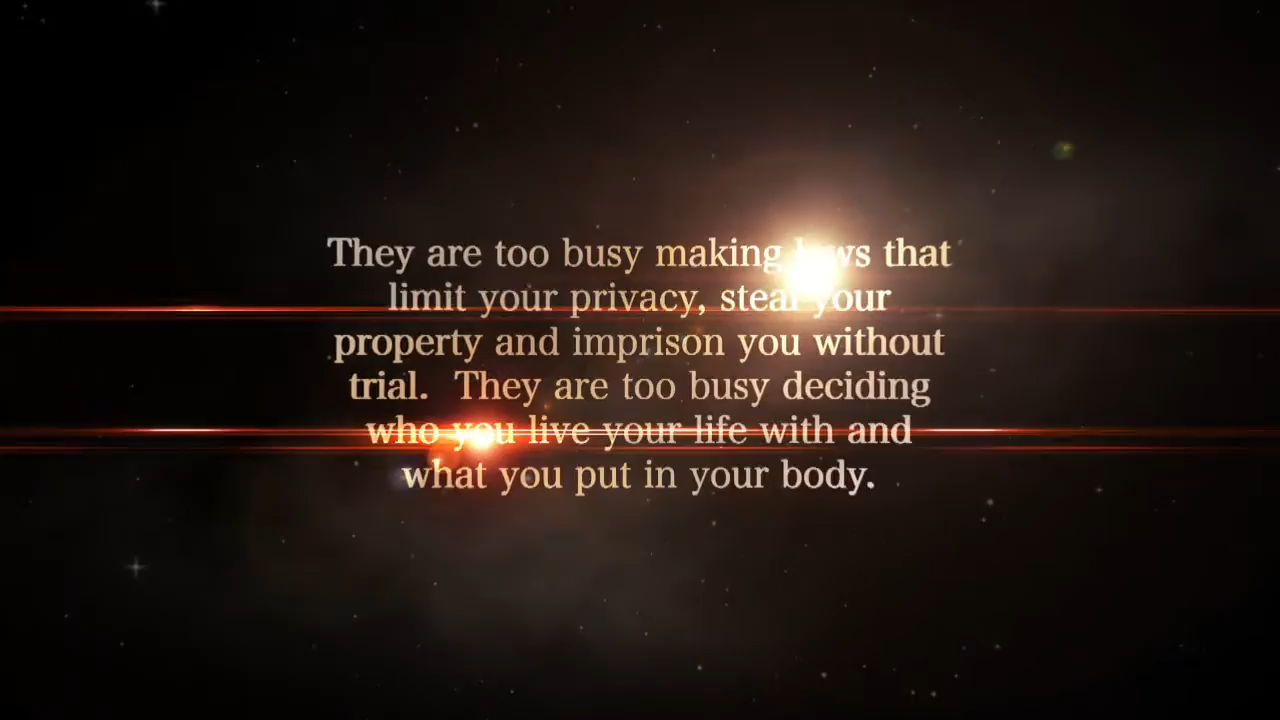 They are too busy making laws that
limit your privacy, steal your
property and imprison you without
trial.  They are too busy deciding
who you live your life with and
what you put in your body.